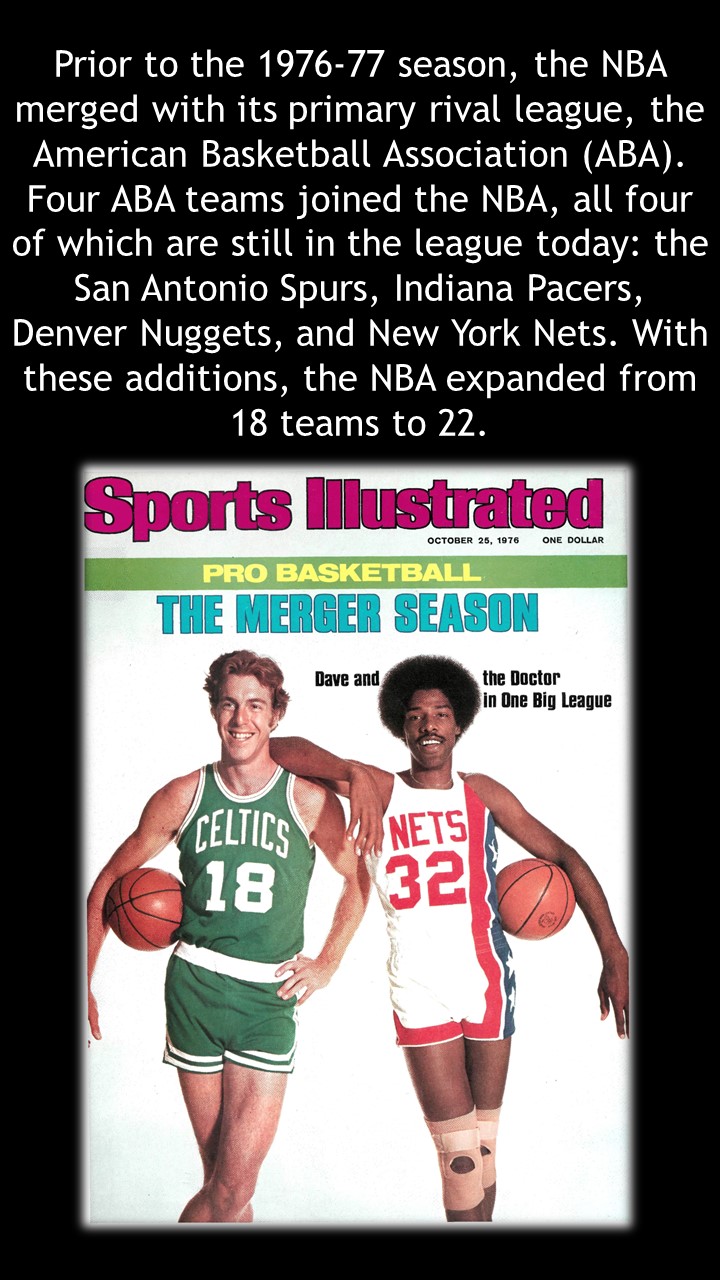 Prior to the 1976-77 season, the NBA
merged with its primary rival league, the
American Basketball Association (ABA).
Four ABA teams joined the NBA, all four
of which are still in the league today: the
San Antonio Spurs, Indiana Pacers,
Denver Nuggets, and New York Nets. With
these additions, the NBA expanded from
18 teams to 22.
Sports Illustrated
OCTOBER 25, 1976 ONE DOLLAR
PRO BASKETBALL
THE MERGER SEASON
Dave and the Doctor
in One Big League
CELTICS
18
NETS
32